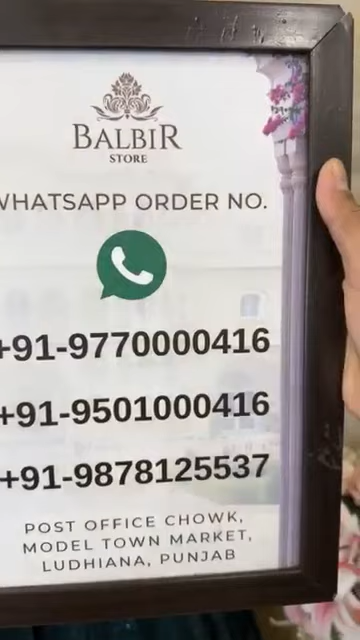 BALBIR
STORE
WHATSAPP ORDER NO.
+91-9770000416
+91-9501000416
+91-9878125537
POST OFFICE CHOWK,
MODEL TOWN MARKET,
LUDHIANA, PUNJAB